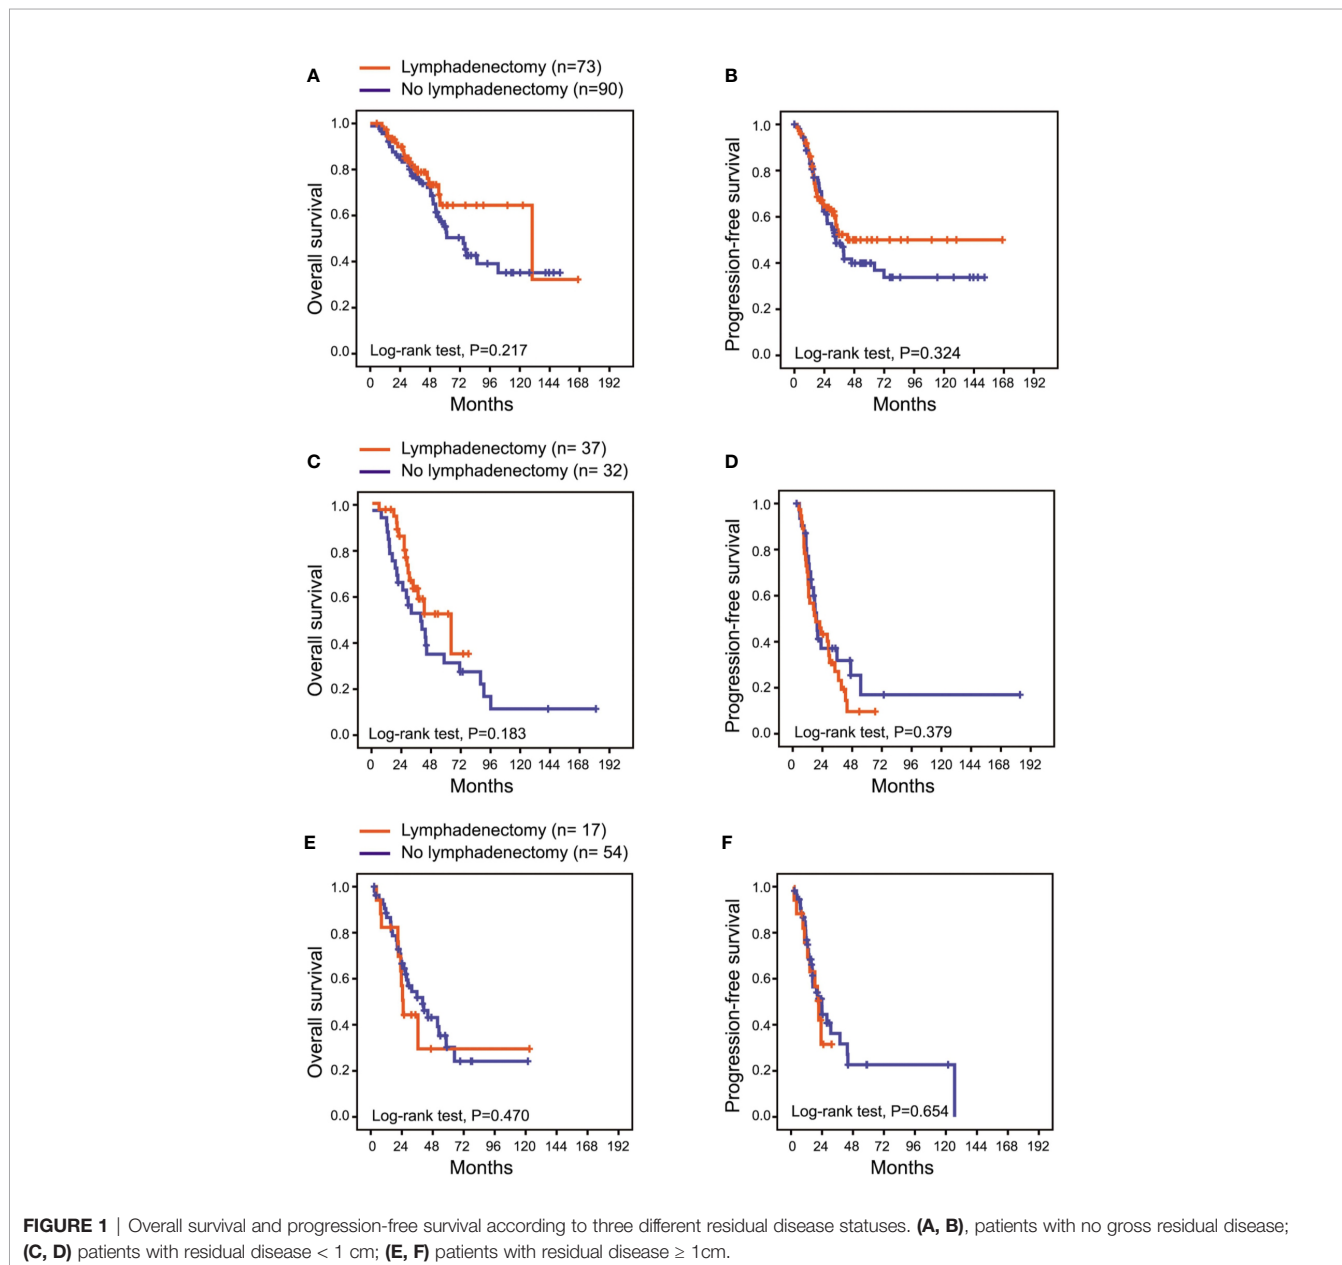 A
Lymphadenectomy (n=73)
No lymphadenectomy (n=90)
Overall survival
1.0
0.8
0.6
0.4
0.2
0.0
Log-rank test, P=0.217
0 24 48 72 96 120 144 168 192
Months
B
Progression-free survival
1.0
0.8
0.6
0.4
0.2
0.0
Log-rank test, P=0.324
0 24 48 72 96 120 144 168 192
Months
C
Lymphadenectomy (n= 37)
No lymphadenectomy (n= 32)
Overall survival
1.0
0.8
0.6
0.4
0.2
0.0
Log-rank test, P=0.183
0 24 48 72 96 120 144 168 192
Months
D
Progression-free survival
1.0
0.8
0.6
0.4
0.2
0.0
Log-rank test, P=0.379
0 24 48 72 96 120 144 168 192
Months
E
Lymphadenectomy (n= 17)
No lymphadenectomy (n= 54)
Overall survival
1.0
0.8
0.6
0.4
0.2
0.0
Log-rank test, P=0.470
0 24 48 72 96 120 144 168 192
Months
F
Progression-free survival
1.0
0.8
0.6
0.4
0.2
0.0
Log-rank test, P=0.654
0 24 48 72 96 120 144 168 192
Months
FIGURE 1 | Overall survival and progression-free survival according to three different residual disease statuses. (A, B), patients with no gross residual disease;
(C, D) patients with residual disease < 1 cm; (E, F) patients with residual disease ≥ 1cm.